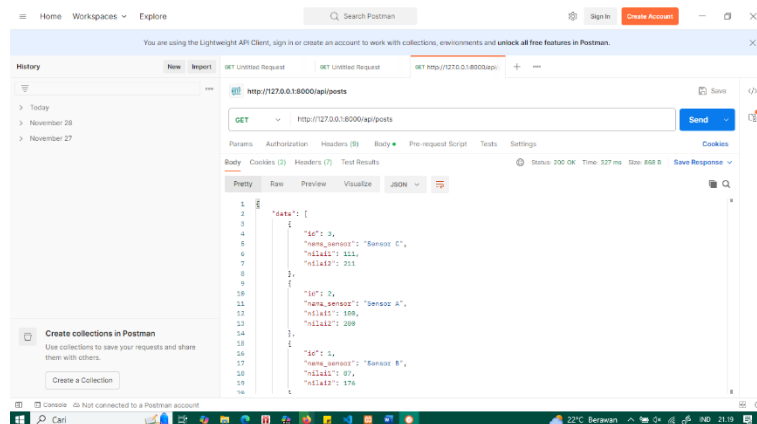 Home Workspaces Explore Search Postman Sign In Create Account
You are using the Lightweight API Client, sign in or create an account to work with collections, environments and unlock all free features in Postman.
History New Import GET Untitled Request GET Untitled Request GET http://127.0.0.1:8000/api/
http://127.0.0.1:8000/api/posts Save
Today
November 28
November 27
GET http://127.0.0.1:8000/api/posts Send
Params Authorization Headers (9) Body Pre-request Script Tests Settings Cookies
Body Cookies (2) Headers (7) Test Results Status: 200 OK Time: 327 ms Size: 868 B Save Response
Pretty Raw Preview Visualize JSON
1 {
2 "data": [
3 {
4 "id": 3,
5 "nama_sensor": "Sensor C",
6 "nilai1": 111,
7 "nilai2": 211
8 },
9 {
10 "id": 2,
11 "nama_sensor": "Sensor A",
12 "nilai1": 100,
13 "nilai2": 200
14 },
15 {
16 "id": 1,
17 "nama_sensor": "Sensor B",
18 "nilai1": 87,
19 "nilai2": 174
20
Create collections in Postman
Use collections to save your requests and share
them with others.
Create a Collection
Console Not connected to a Postman account
Cari 22°C Berawan IND 21.19